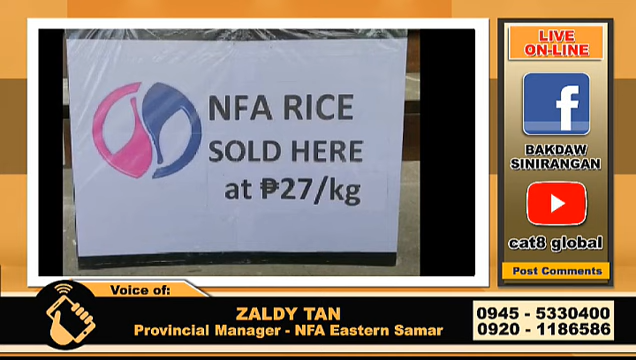 NFA RICE
SOLD HERE
at ₱27/kg
LIVE
ON-LINE
f
BAKDAW
SINIRANGAN
cat8 global
Post Comments
Voice of:
ZALDY TAN
Provincial Manager - NFA Eastern Samar
0945 - 5330400
0920 - 1186586